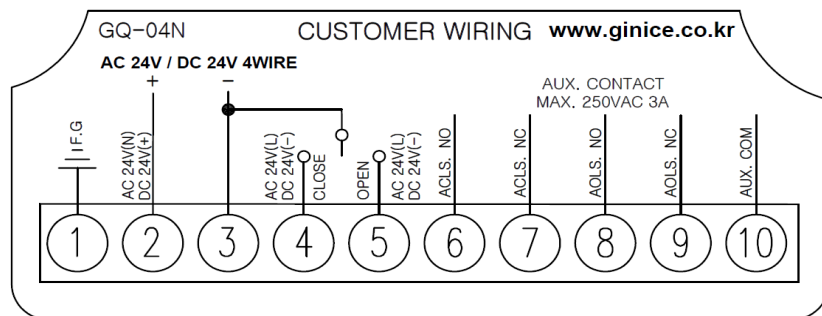 GQ-04N
CUSTOMER WIRING www.ginice.co.kr
AC 24V / DC 24V 4WIRE
+ −
AUX. CONTACT
MAX. 250VAC 3A
F.G
AC 24V(N)
DC 24V(+)
AC 24V(L)
DC 24V(-)
CLOSE
OPEN
AC 24V(L)
DC 24V(-)
ACLS. NO
ACLS. NC
AOLS. NO
AOLS. NC
AUX. COM
1 2 3 4 5 6 7 8 9 10